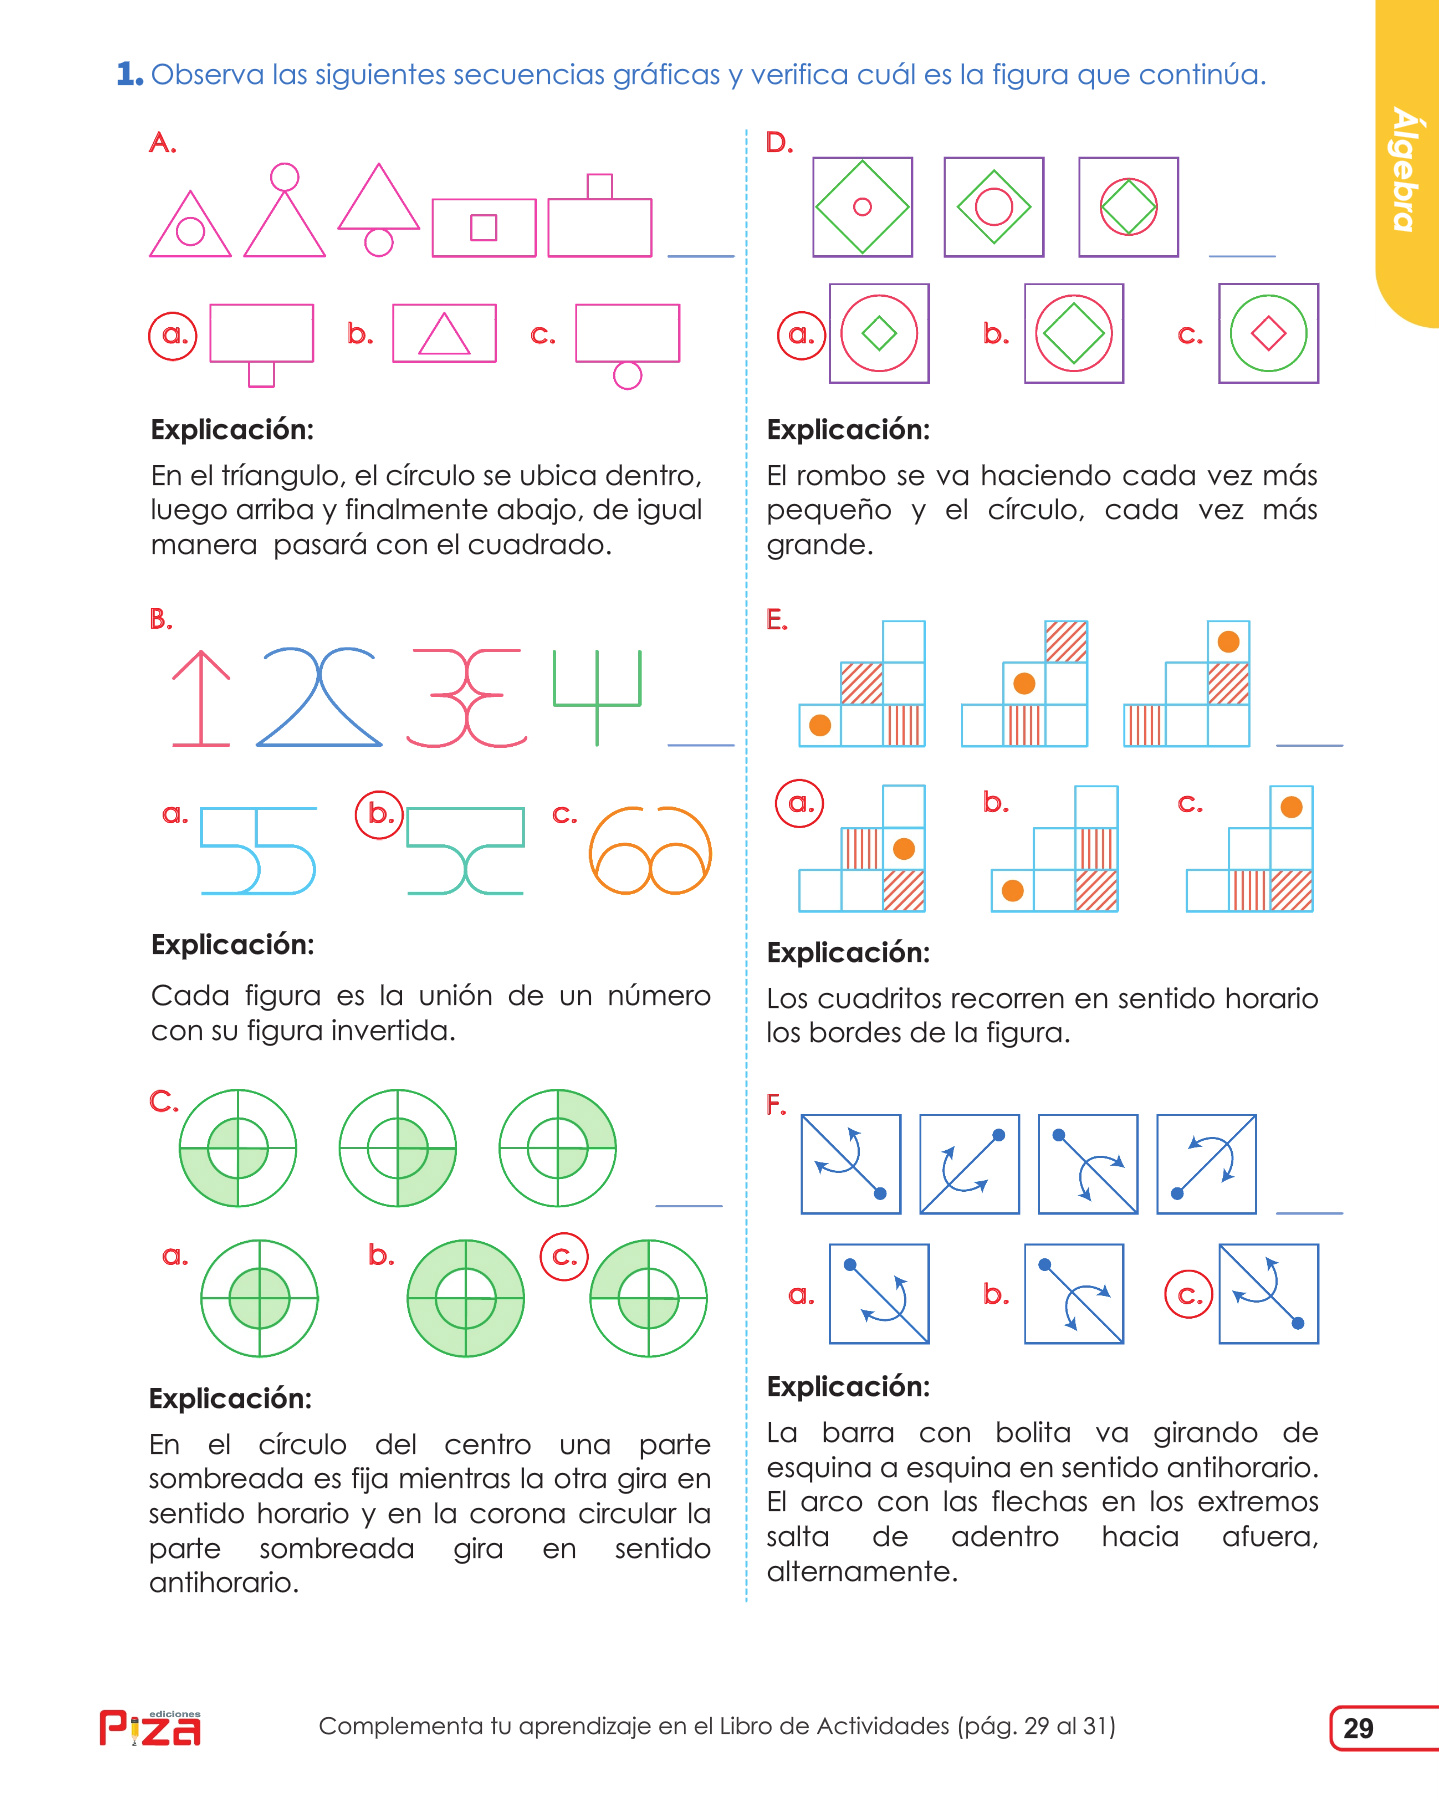 1. Observa las siguientes secuencias gráficas y verifica cuál es la figura que continúa.
Álgebra
A.
a.
b.
c.
Explicación:
En el tríangulo, el círculo se ubica dentro,
luego arriba y finalmente abajo, de igual
manera pasará con el cuadrado.
B.
a.
b.
c.
Explicación:
Cada figura es la unión de un número
con su figura invertida.
C.
a.
b.
c.
Explicación:
En el círculo del centro una parte
sombreada es fija mientras la otra gira en
sentido horario y en la corona circular la
parte sombreada gira en sentido
antihorario.
D.
a.
b.
c.
Explicación:
El rombo se va haciendo cada vez más
pequeño y el círculo, cada vez más
grande.
E.
a.
b.
c.
Explicación:
Los cuadritos recorren en sentido horario
los bordes de la figura.
F.
a.
b.
c.
Explicación:
La barra con bolita va girando de
esquina a esquina en sentido antihorario.
El arco con las flechas en los extremos
salta de adentro hacia afuera,
alternamente.
ediciones
Piza
Complementa tu aprendizaje en el Libro de Actividades (pág. 29 al 31)
29